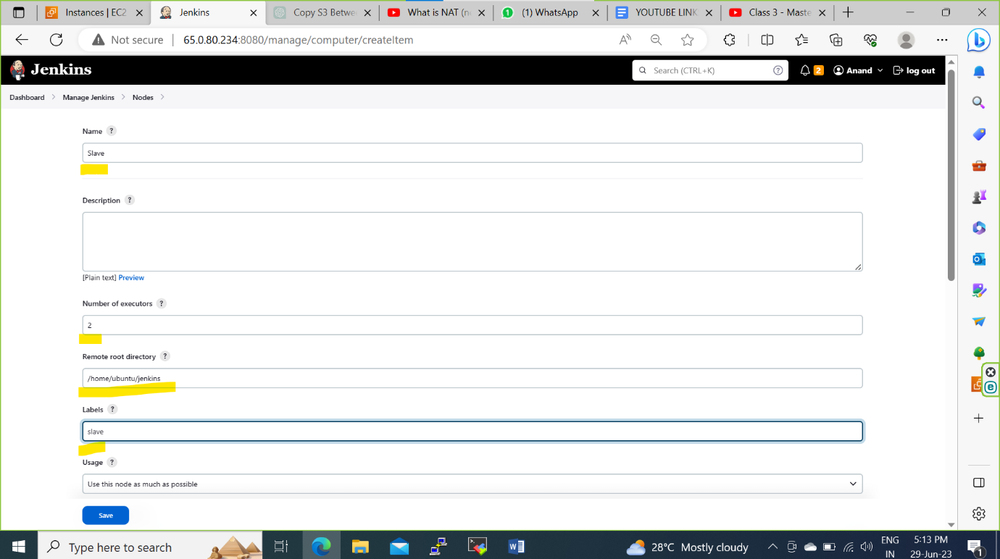 Instances | EC2
Jenkins
Copy S3 Betwe
What is NAT (n
(1) WhatsApp
YOUTUBE LINK
Class 3 - Maste
Not secure
65.0.80.234:8080/manage/computer/createItem
Jenkins
Search (CTRL+K)
2
Anand
log out
Dashboard
Manage Jenkins
Nodes
Name ?
Slave
Description ?
[Plain text] Preview
Number of executors ?
2
Remote root directory ?
/home/ubuntu/jenkins
Labels ?
slave
Usage ?
Use this node as much as possible
Save
Type here to search
28°C Mostly cloudy
ENG
IN
5:13 PM
29-Jun-23
1